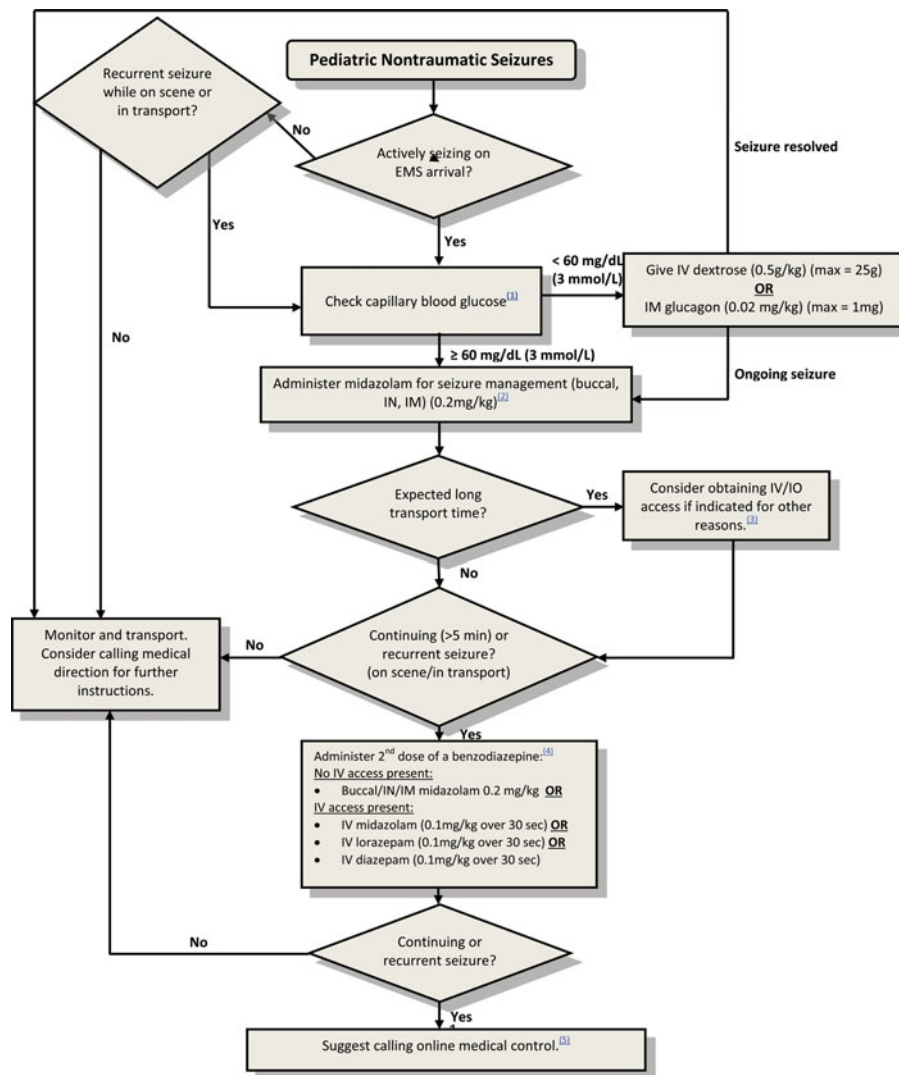 Pediatric Nontraumatic Seizures
Recurrent seizure
while on scene or
in transport?
No
Actively seizing on
EMS arrival?
Seizure resolved
Yes
Yes
< 60 mg/dL
(3 mmol/L)
Check capillary blood glucose(1)
Give IV dextrose (0.5g/kg) (max = 25g)
OR
IM glucagon (0.02 mg/kg) (max = 1mg)
No
≥ 60 mg/dL (3 mmol/L)
Administer midazolam for seizure management (buccal,
IN, IM) (0.2mg/kg)(2)
Ongoing seizure
Expected long
transport time?
Yes
Consider obtaining IV/IO
access if indicated for other
reasons.(3)
No
Monitor and transport.
Consider calling medical
direction for further
instructions.
No
Continuing (>5 min) or
recurrent seizure?
(on scene/in transport)
Yes
Administer 2nd dose of a benzodiazepine:(4)
No IV access present:
• Buccal/IN/IM midazolam 0.2 mg/kg OR
IV access present:
• IV midazolam (0.1mg/kg over 30 sec) OR
• IV lorazepam (0.1mg/kg over 30 sec) OR
• IV diazepam (0.1mg/kg over 30 sec)
No
Continuing or
recurrent seizure?
Yes
Suggest calling online medical control.(5)